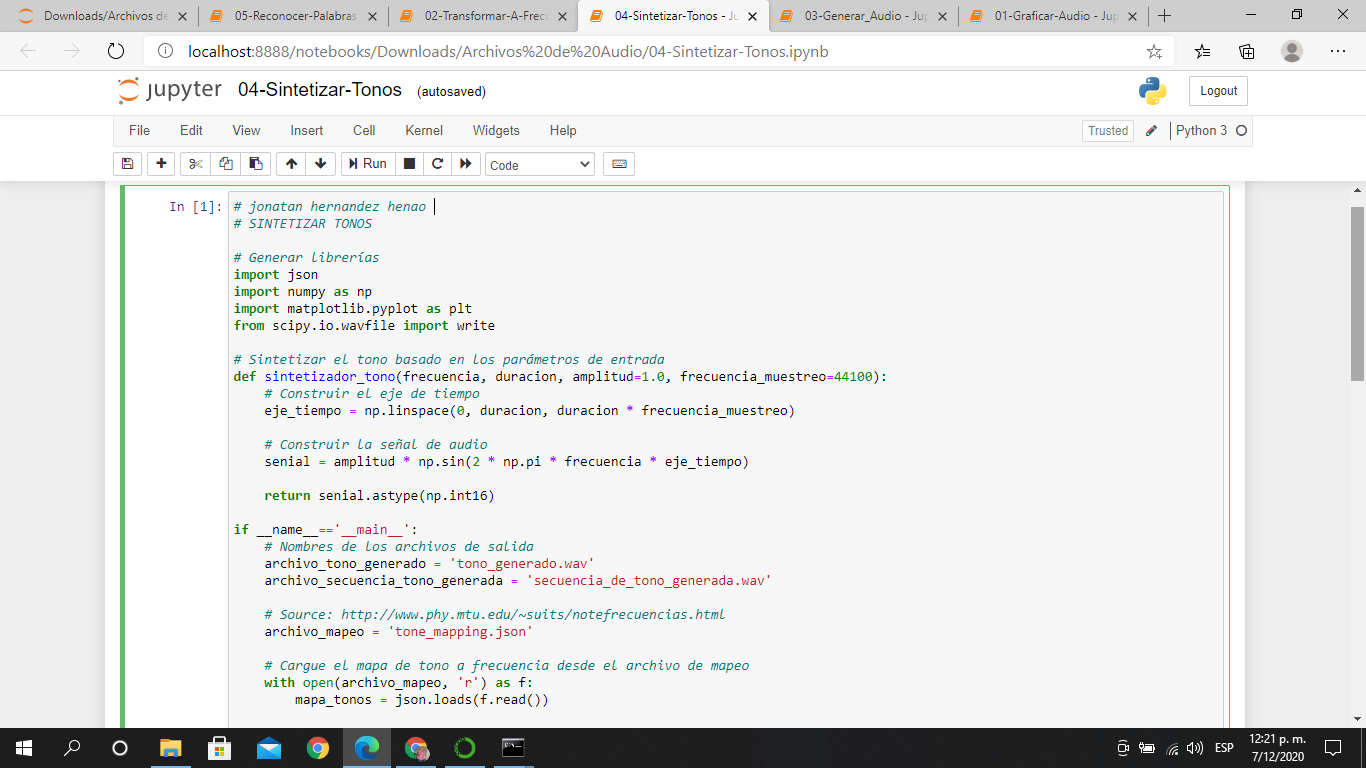 Downloads/Archivos de
05-Reconocer-Palabras
02-Transformar-A-Frecu
04-Sintetizar-Tonos - Ju
03-Generar_Audio - Jup
01-Graficar-Audio - Jup
localhost:8888/notebooks/Downloads/Archivos%20de%20Audio/04-Sintetizar-Tonos.ipynb
jupyter 04-Sintetizar-Tonos (autosaved)
Logout
File Edit View Insert Cell Kernel Widgets Help
Trusted Python 3
Run Code
In [1]: # jonatan hernandez henao
# SINTETIZAR TONOS
# Generar librerías
import json
import numpy as np
import matplotlib.pyplot as plt
from scipy.io.wavfile import write
# Sintetizar el tono basado en los parámetros de entrada
def sintetizador_tono(frecuencia, duracion, amplitud=1.0, frecuencia_muestreo=44100):
# Construir el eje de tiempo
eje_tiempo = np.linspace(0, duracion, duracion * frecuencia_muestreo)
# Construir la señal de audio
senial = amplitud * np.sin(2 * np.pi * frecuencia * eje_tiempo)
return senial.astype(np.int16)
if __name__=='__main__':
# Nombres de los archivos de salida
archivo_tono_generado = 'tono_generado.wav'
archivo_secuencia_tono_generada = 'secuencia_de_tono_generada.wav'
# Source: http://www.phy.mtu.edu/~suits/notefrecuencias.html
archivo_mapeo = 'tone_mapping.json'
# Cargue el mapa de tono a frecuencia desde el archivo de mapeo
with open(archivo_mapeo, 'r') as f:
mapa_tonos = json.loads(f.read())
ESP
12:21 p. m.
7/12/2020